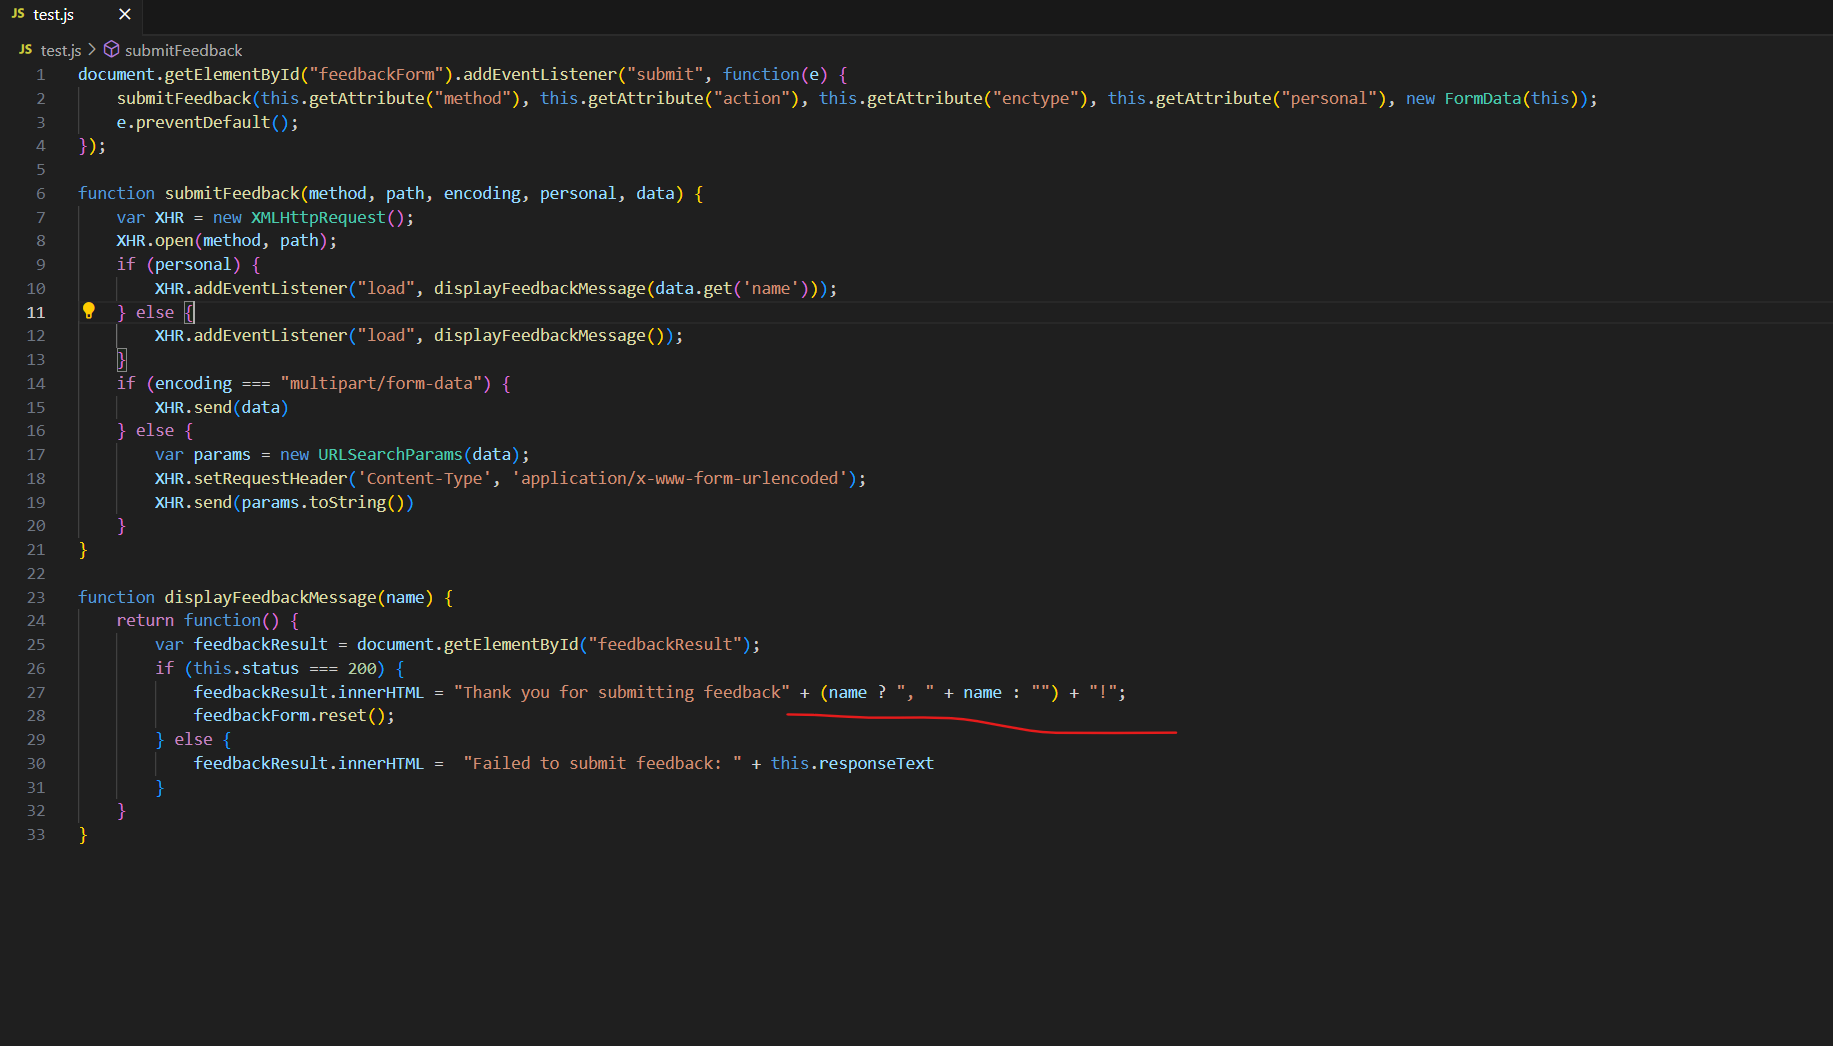 JS test.js ×
JS test.js > submitFeedback
1 document.getElementById("feedbackForm").addEventListener("submit", function(e) {
2 submitFeedback(this.getAttribute("method"), this.getAttribute("action"), this.getAttribute("enctype"), this.getAttribute("personal"), new FormData(this));
3 e.preventDefault();
4 });
5
6 function submitFeedback(method, path, encoding, personal, data) {
7 var XHR = new XMLHttpRequest();
8 XHR.open(method, path);
9 if (personal) {
10 XHR.addEventListener("load", displayFeedbackMessage(data.get('name')));
11 } else {
12 XHR.addEventListener("load", displayFeedbackMessage());
13 }
14 if (encoding === "multipart/form-data") {
15 XHR.send(data)
16 } else {
17 var params = new URLSearchParams(data);
18 XHR.setRequestHeader('Content-Type', 'application/x-www-form-urlencoded');
19 XHR.send(params.toString())
20 }
21 }
22
23 function displayFeedbackMessage(name) {
24 return function() {
25 var feedbackResult = document.getElementById("feedbackResult");
26 if (this.status === 200) {
27 feedbackResult.innerHTML = "Thank you for submitting feedback" + (name ? ", " + name : "") + "!";
28 feedbackForm.reset();
29 } else {
30 feedbackResult.innerHTML =  "Failed to submit feedback: " + this.responseText
31 }
32 }
33 }